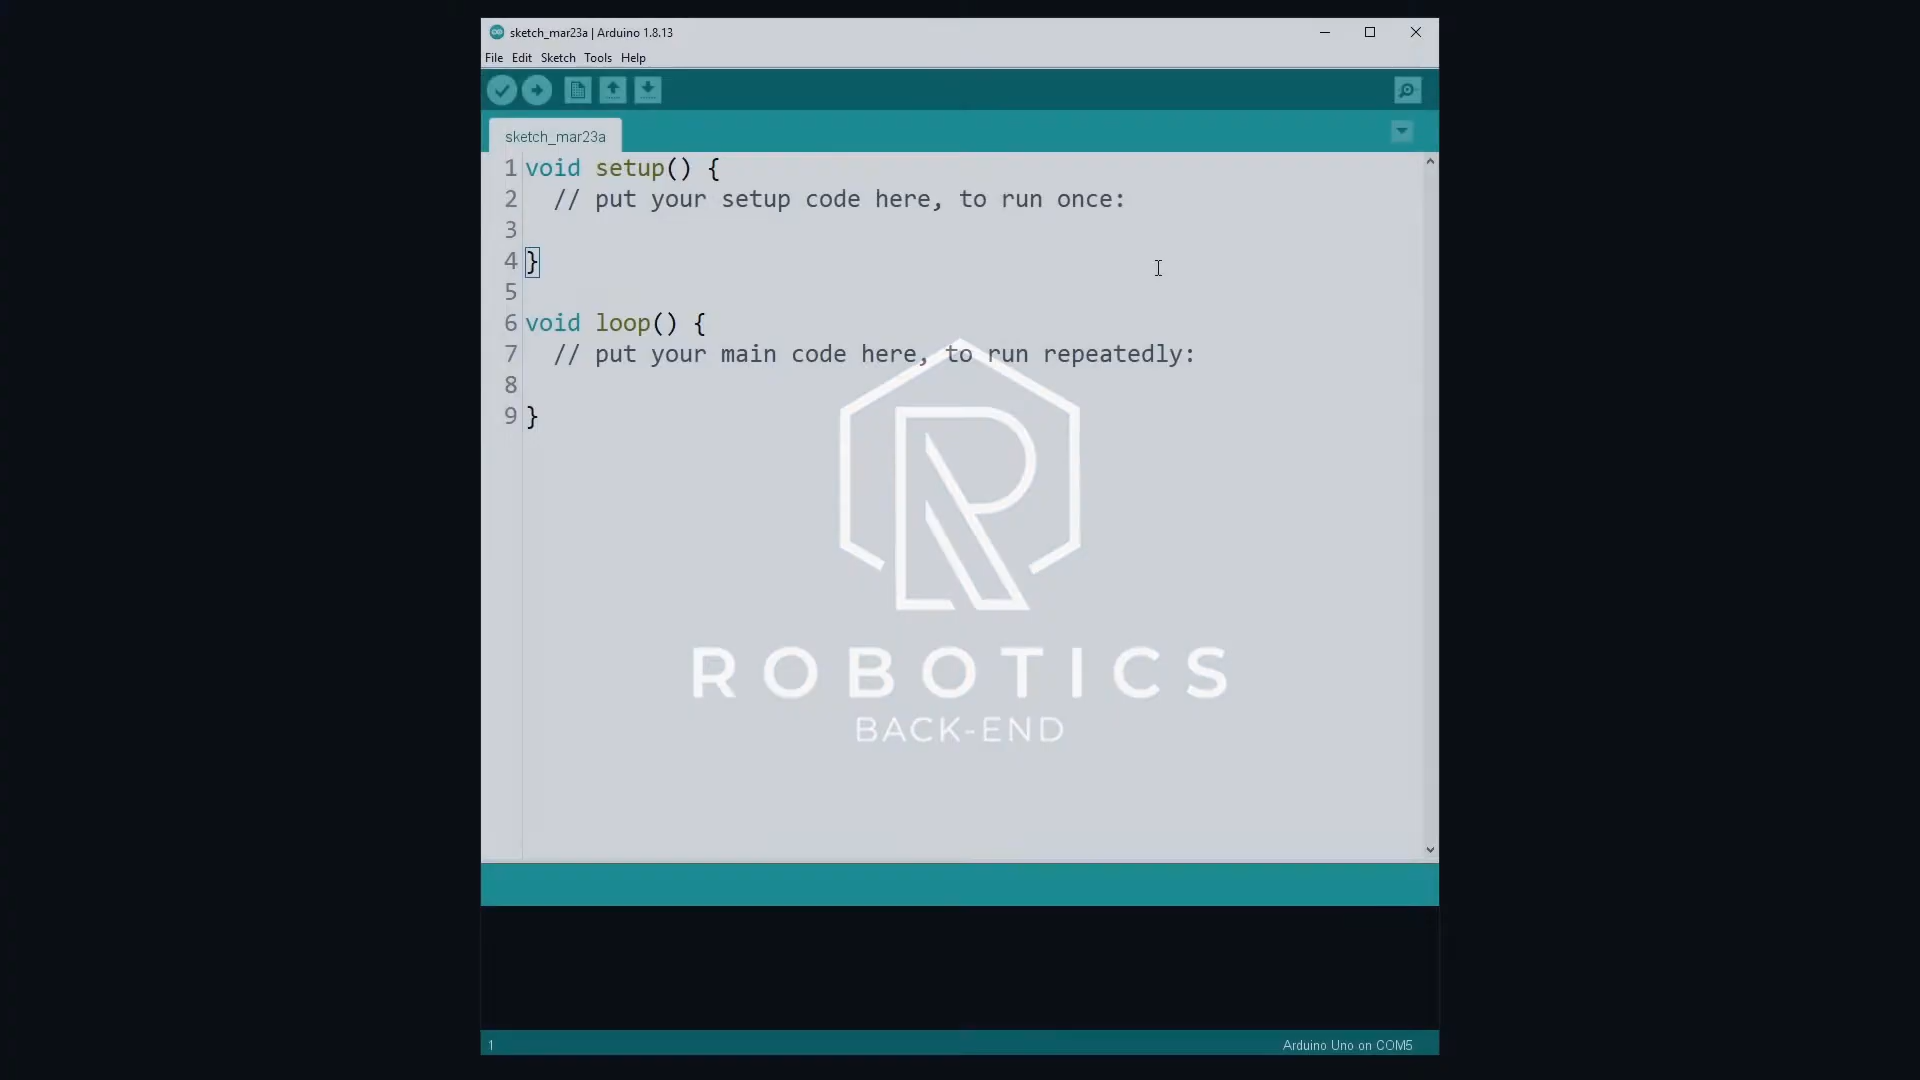 sketch_mar23a | Arduino 1.8.13
File Edit Sketch Tools Help
sketch_mar23a
1 void setup() {
2 // put your setup code here, to run once:
3
4 }
5
6 void loop() {
7 // put your main code here, to run repeatedly:
8
9 }
ROBOTICS
BACK-END
1 Arduino Uno on COM5